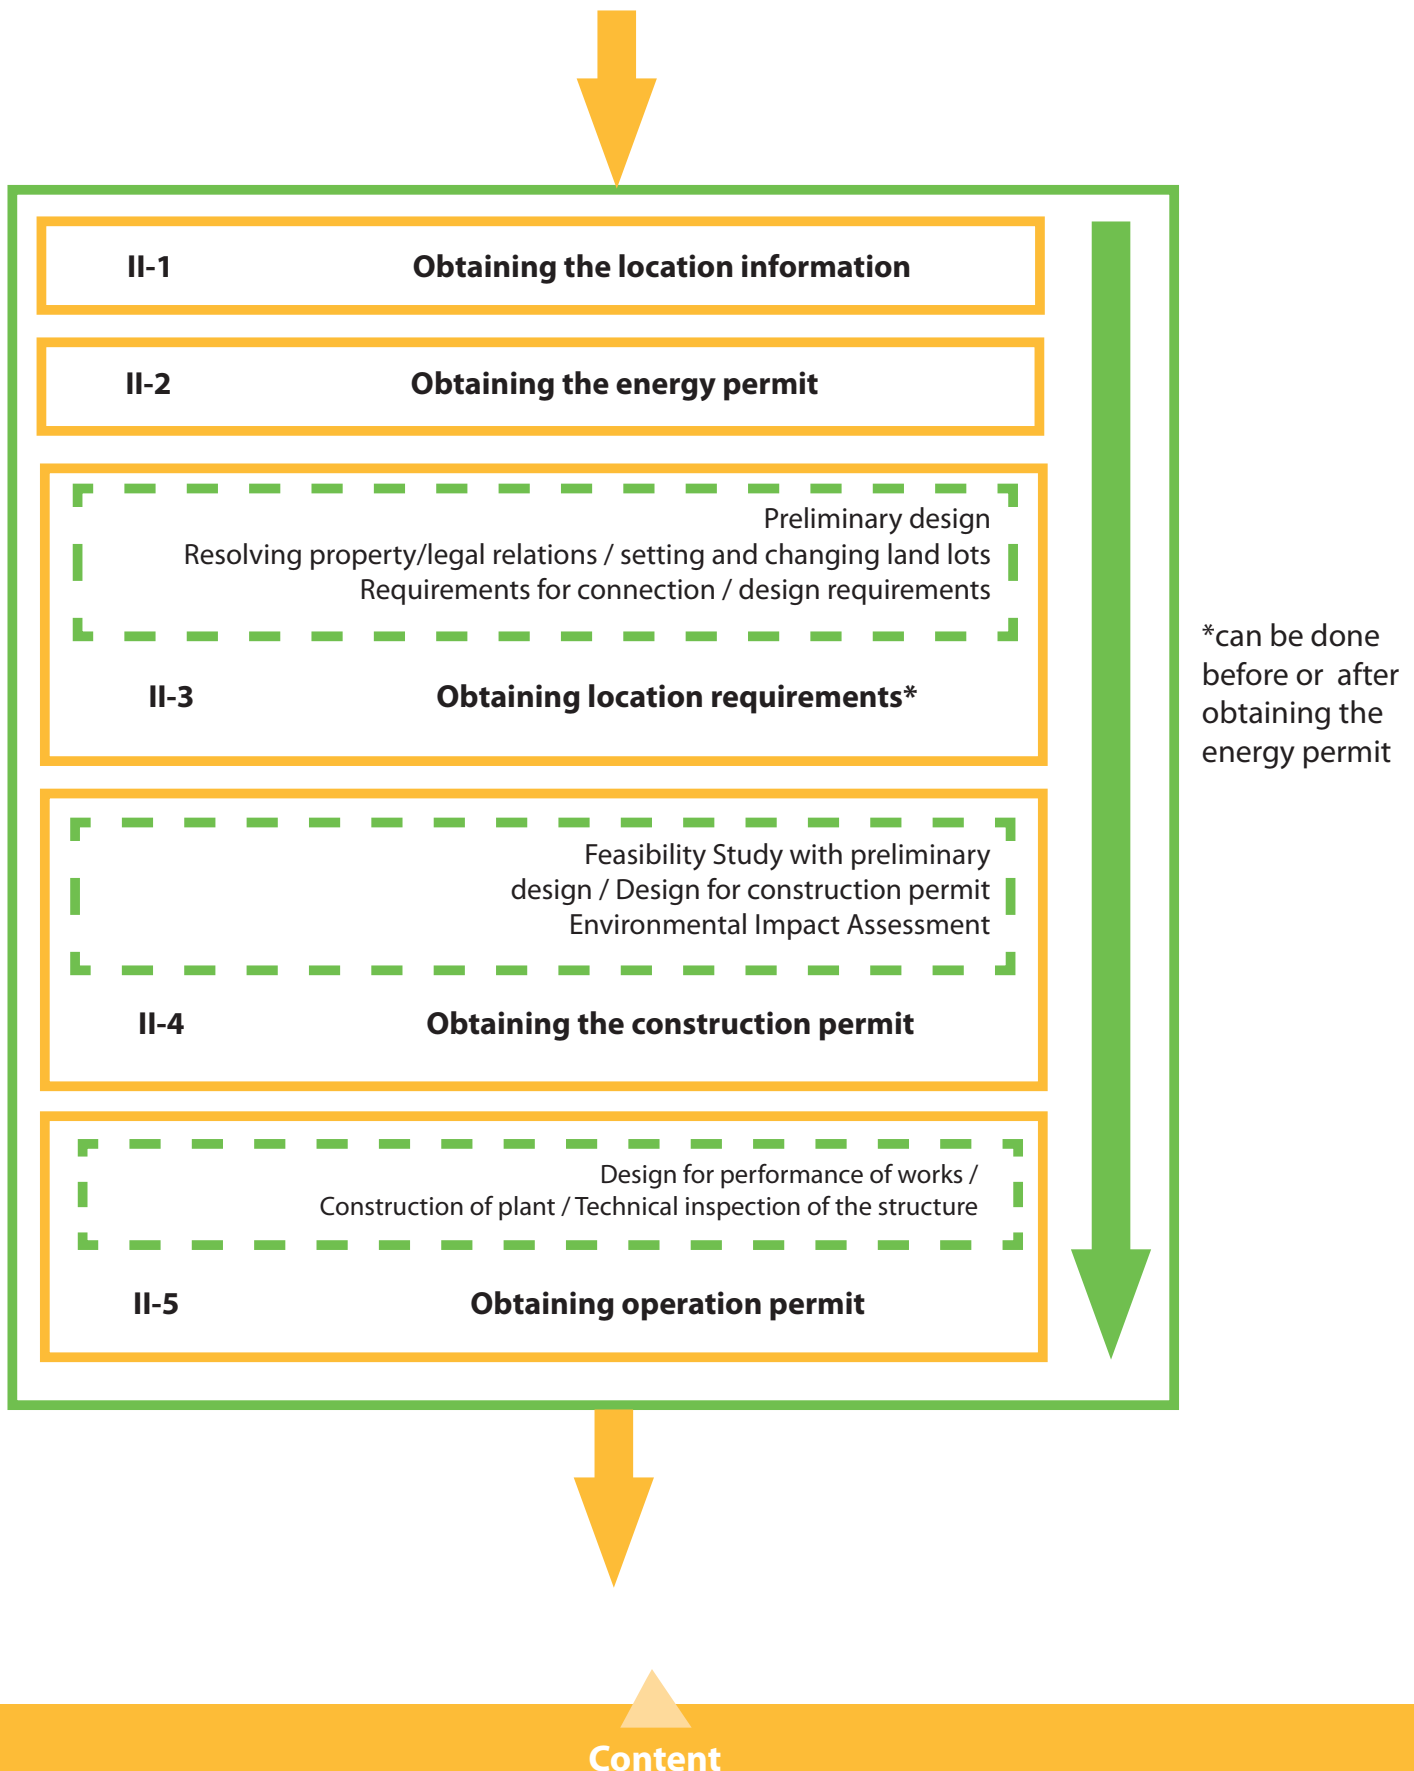 II-1 Obtaining the location information
II-2 Obtaining the energy permit
Preliminary design
Resolving property/legal relations / setting and changing land lots
Requirements for connection / design requirements
II-3 Obtaining location requirements*
*can be done
before or after
obtaining the
energy permit
Feasibility Study with preliminary
design / Design for construction permit
Environmental Impact Assessment
II-4 Obtaining the construction permit
Design for performance of works /
Construction of plant / Technical inspection of the structure
II-5 Obtaining operation permit
Content